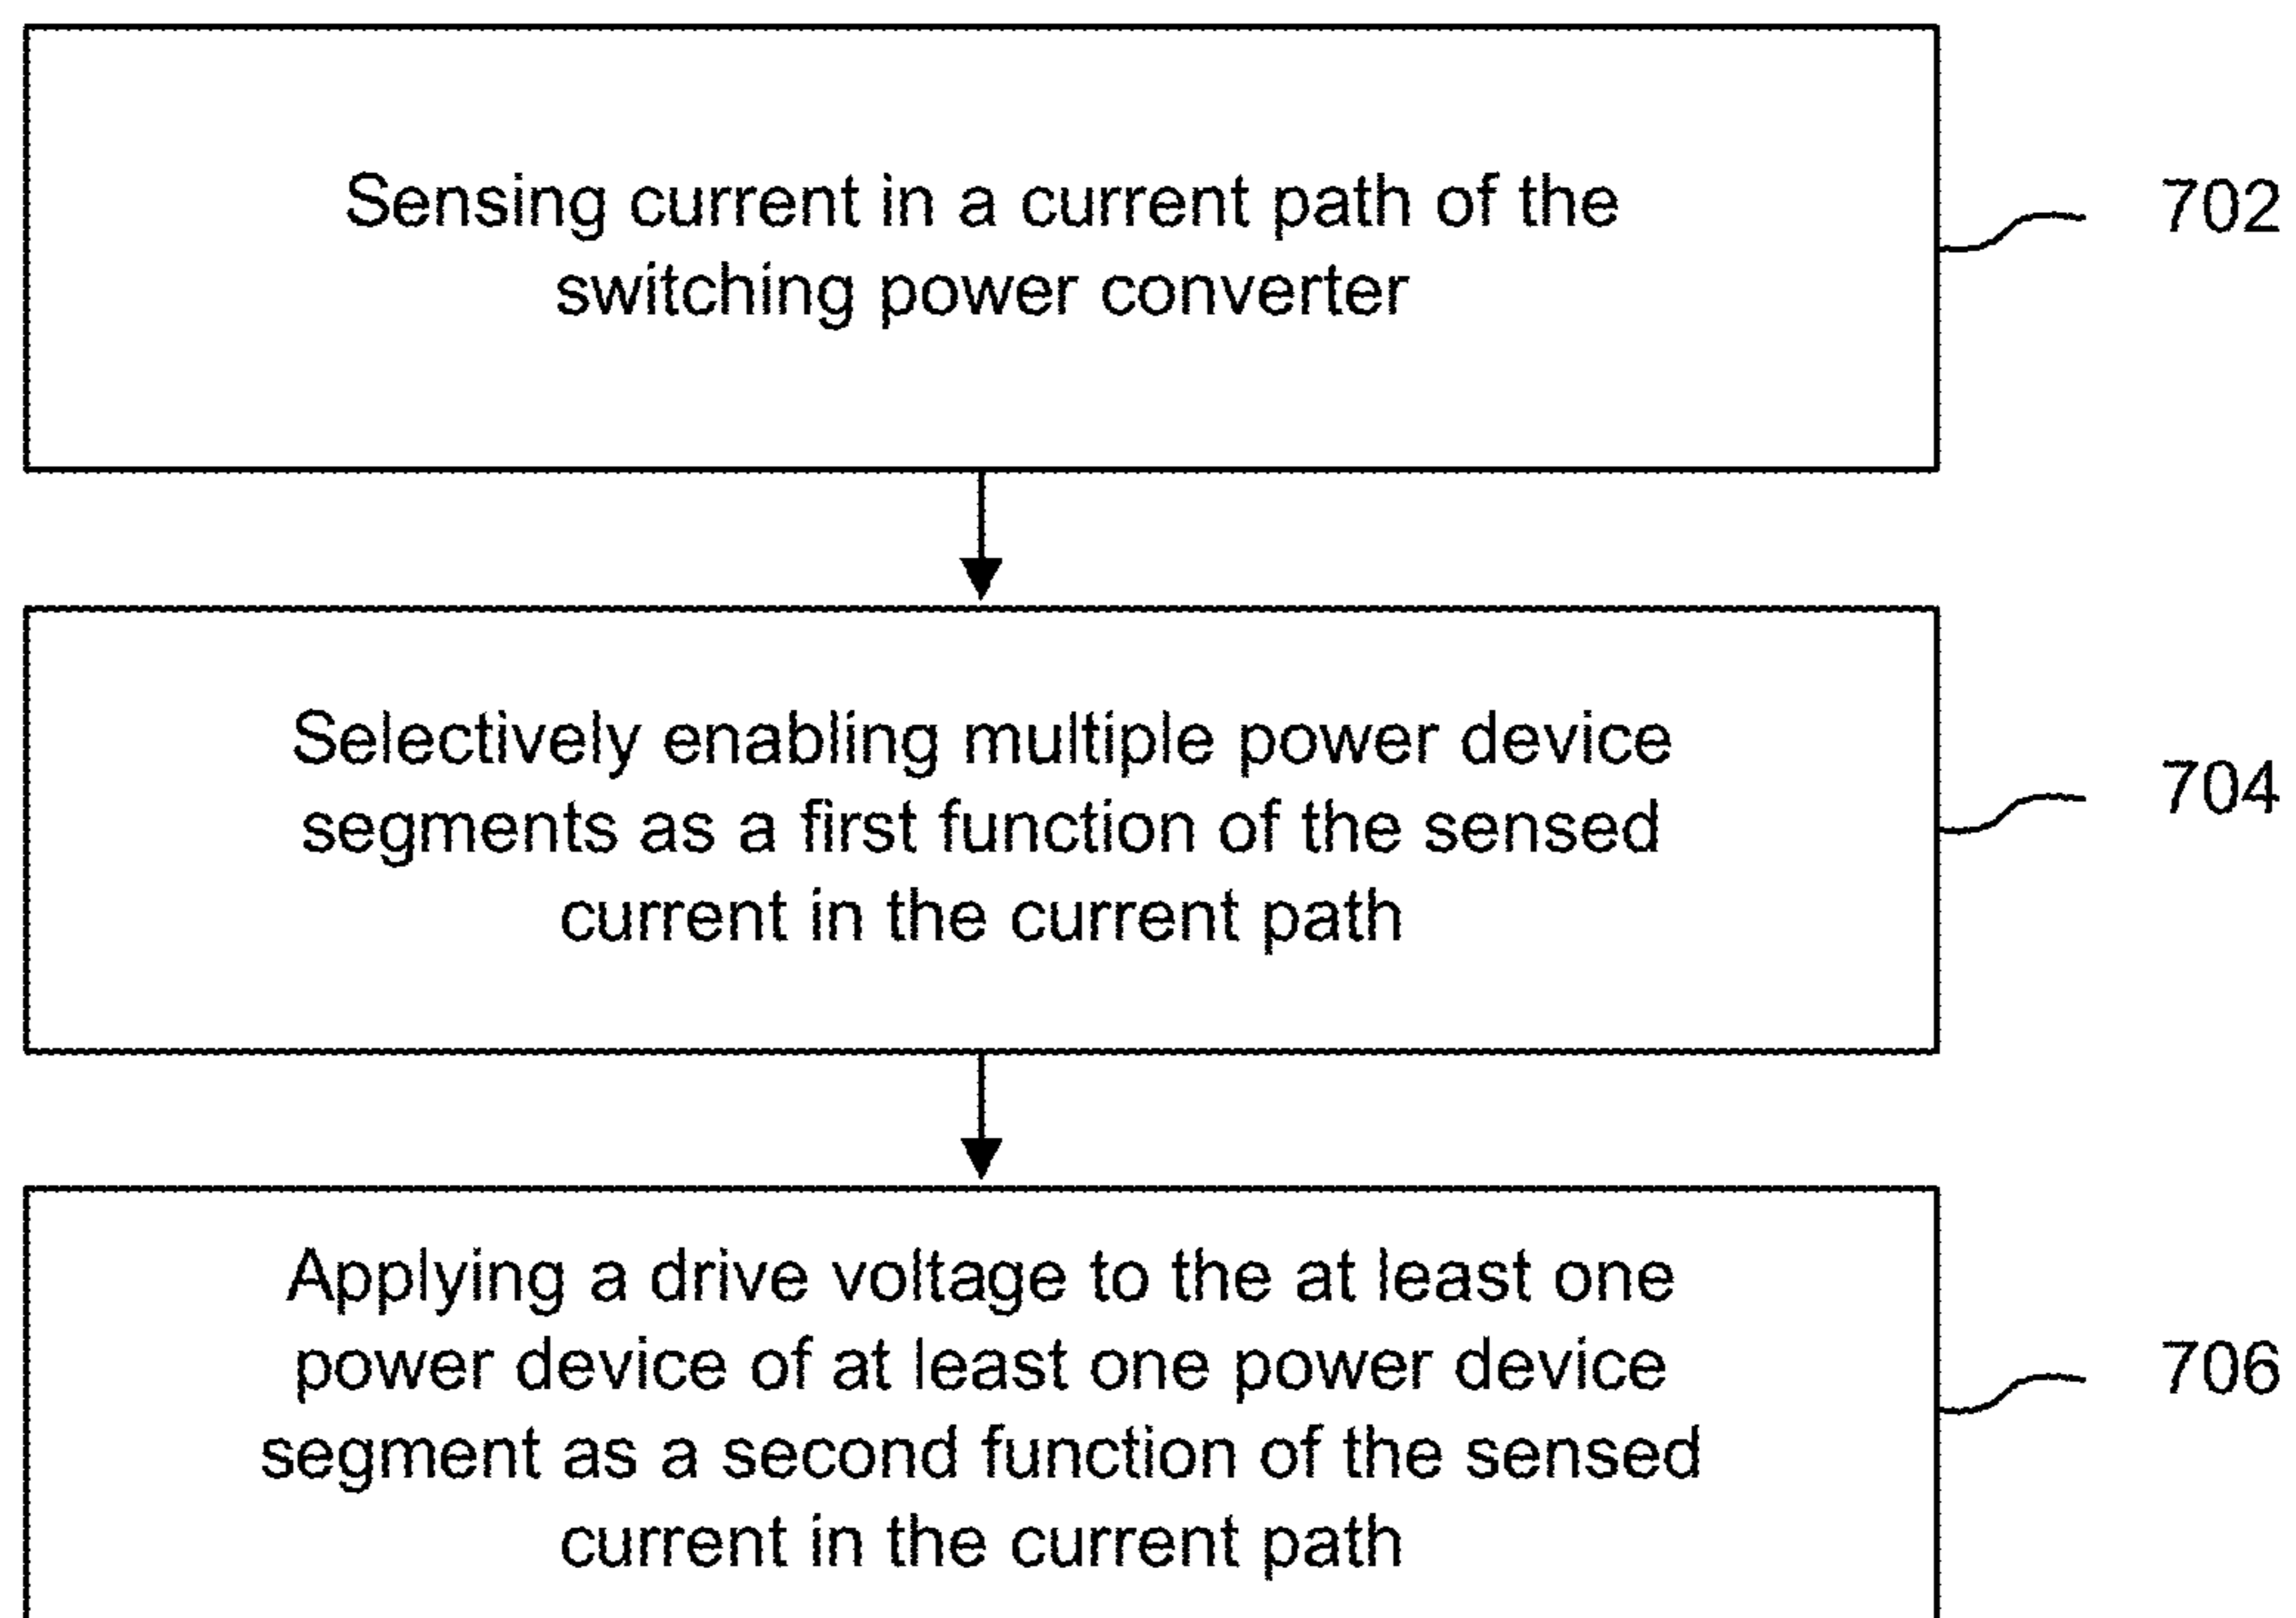 Sensing current in a current path of the
switching power converter
702
Selectively enabling multiple power device
segments as a first function of the sensed
current in the current path
704
Applying a drive voltage to the at least one
power device of at least one power device
segment as a second function of the sensed
current in the current path
706